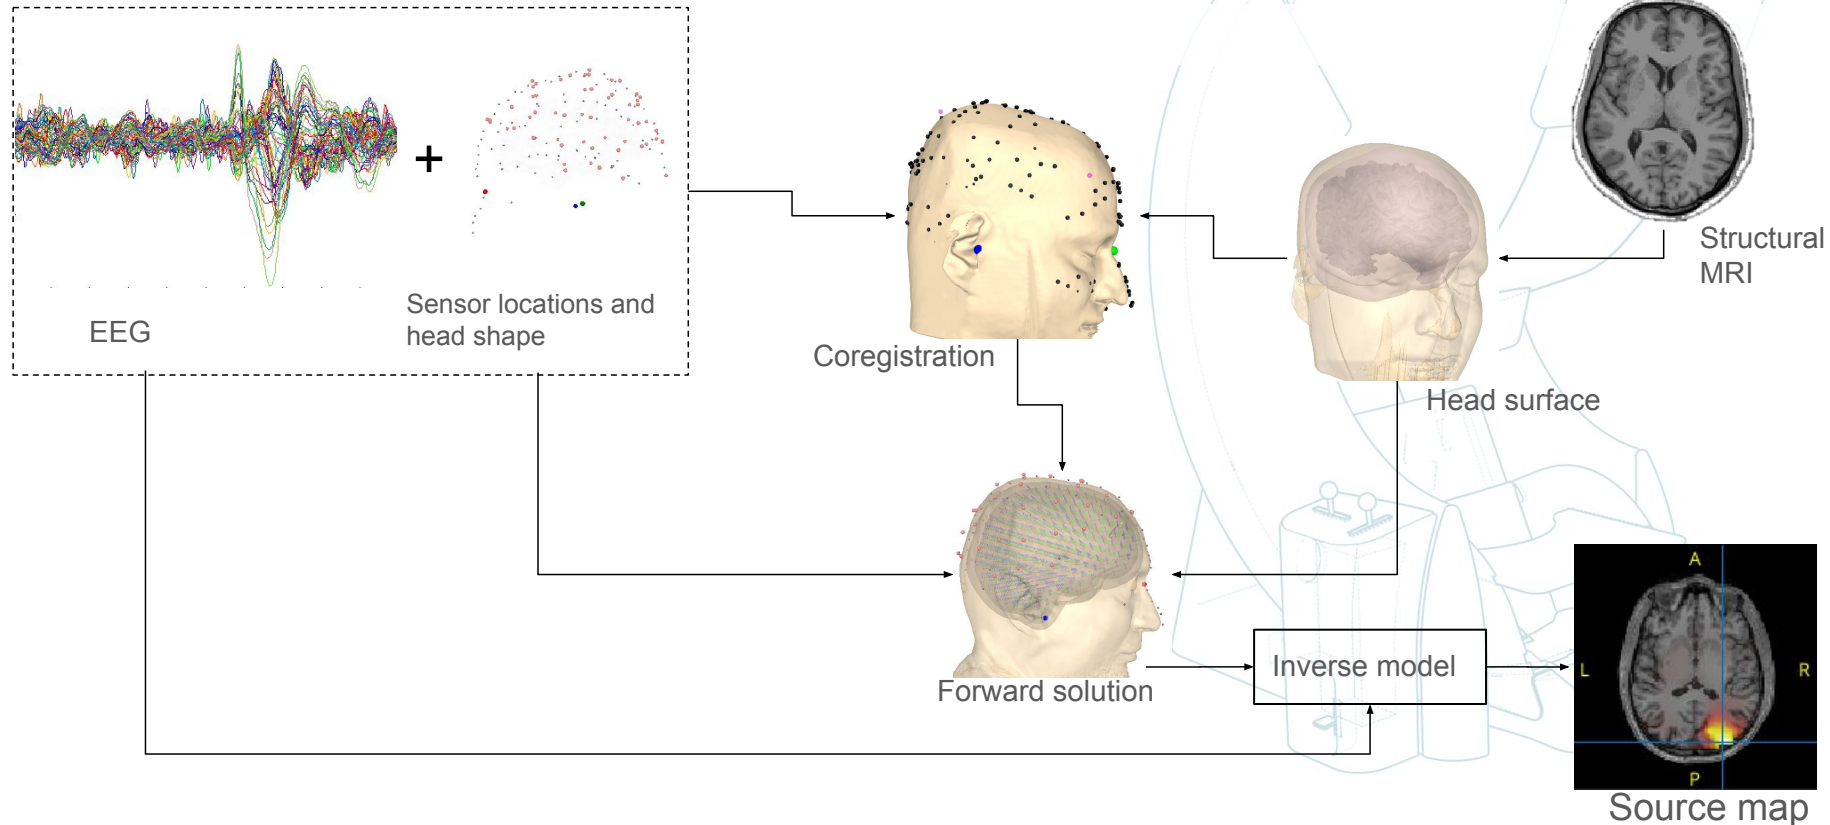 +
EEG
Sensor locations and
head shape
Coregistration
Structural
MRI
Head surface
Forward solution
Inverse model
A
L
R
P
Source map